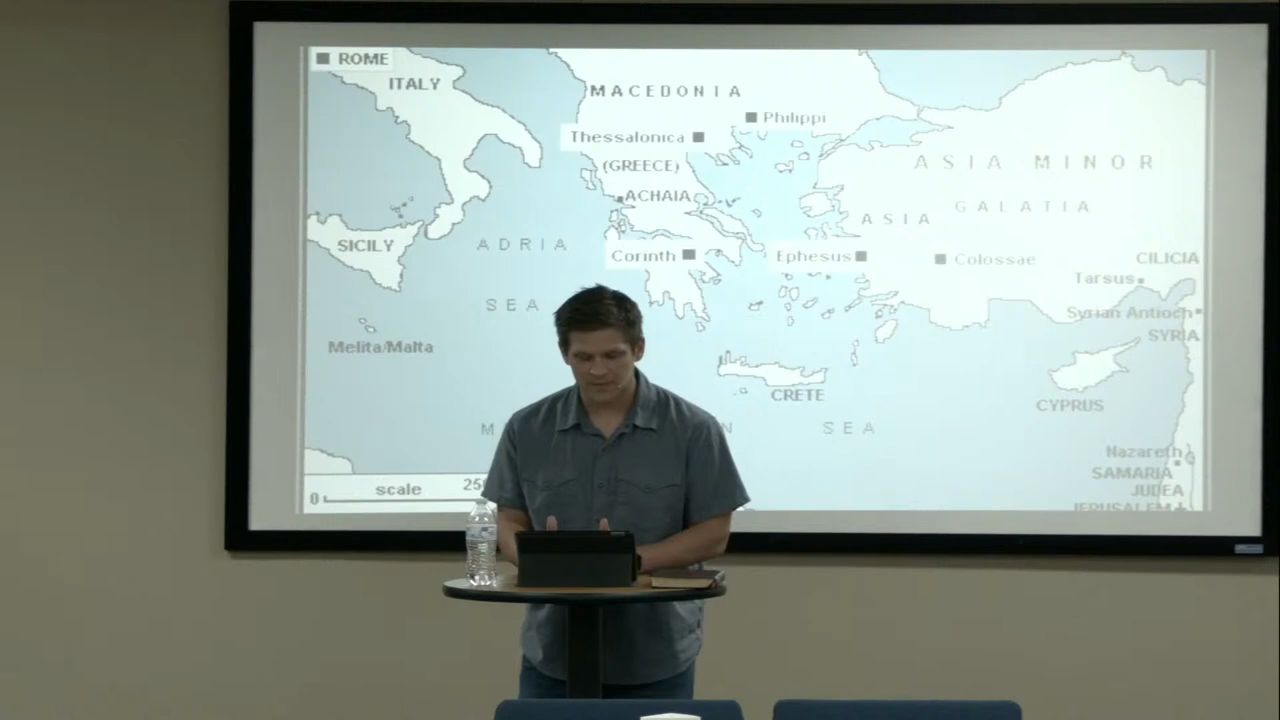 ROME
ITALY
MACEDONIA
Philippi
Thessalonica
(GREECE)
ASIA MINOR
ACHAIA
GALATIA
ASIA
SICILY
ADRIA
Corinth
Ephesus
Colossae
CILICIA
Tarsus
SEA
Syrian Antioch
SYRIA
Melita/Malta
CRETE
CYPRUS
M
N SEA
Nazareth
SAMARIA
JUDEA
JERUSALEM
scale
0